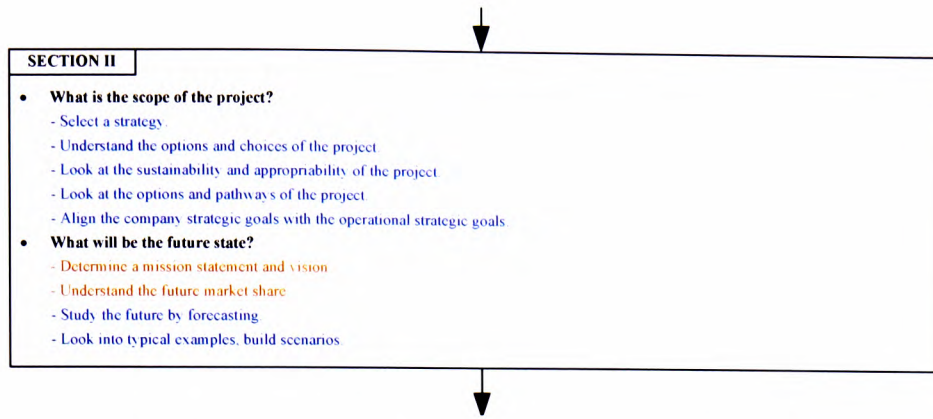 SECTION II
• What is the scope of the project?
- Select a strategy.
- Understand the options and choices of the project.
- Look at the sustainability and appropriability of the project.
- Look at the options and pathways of the project.
- Align the company strategic goals with the operational strategic goals.
• What will be the future state?
- Determine a mission statement and vision
- Understand the future market share
- Study the future by forecasting.
- Look into typical examples, build scenarios.